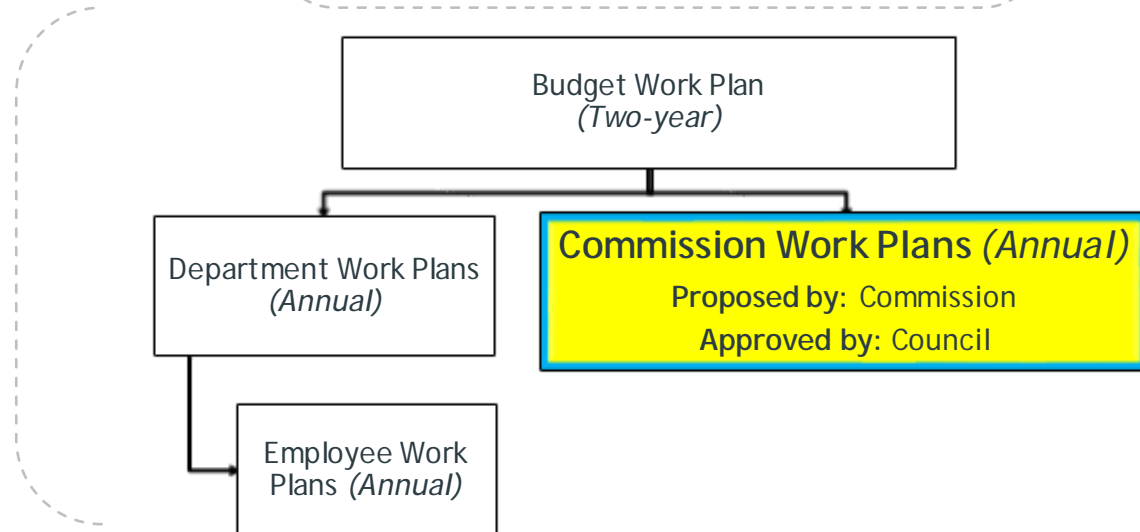 Budget Work Plan
(Two-year)
Department Work Plans
(Annual)
Commission Work Plans (Annual)
Proposed by: Commission
Approved by: Council
Employee Work
Plans (Annual)